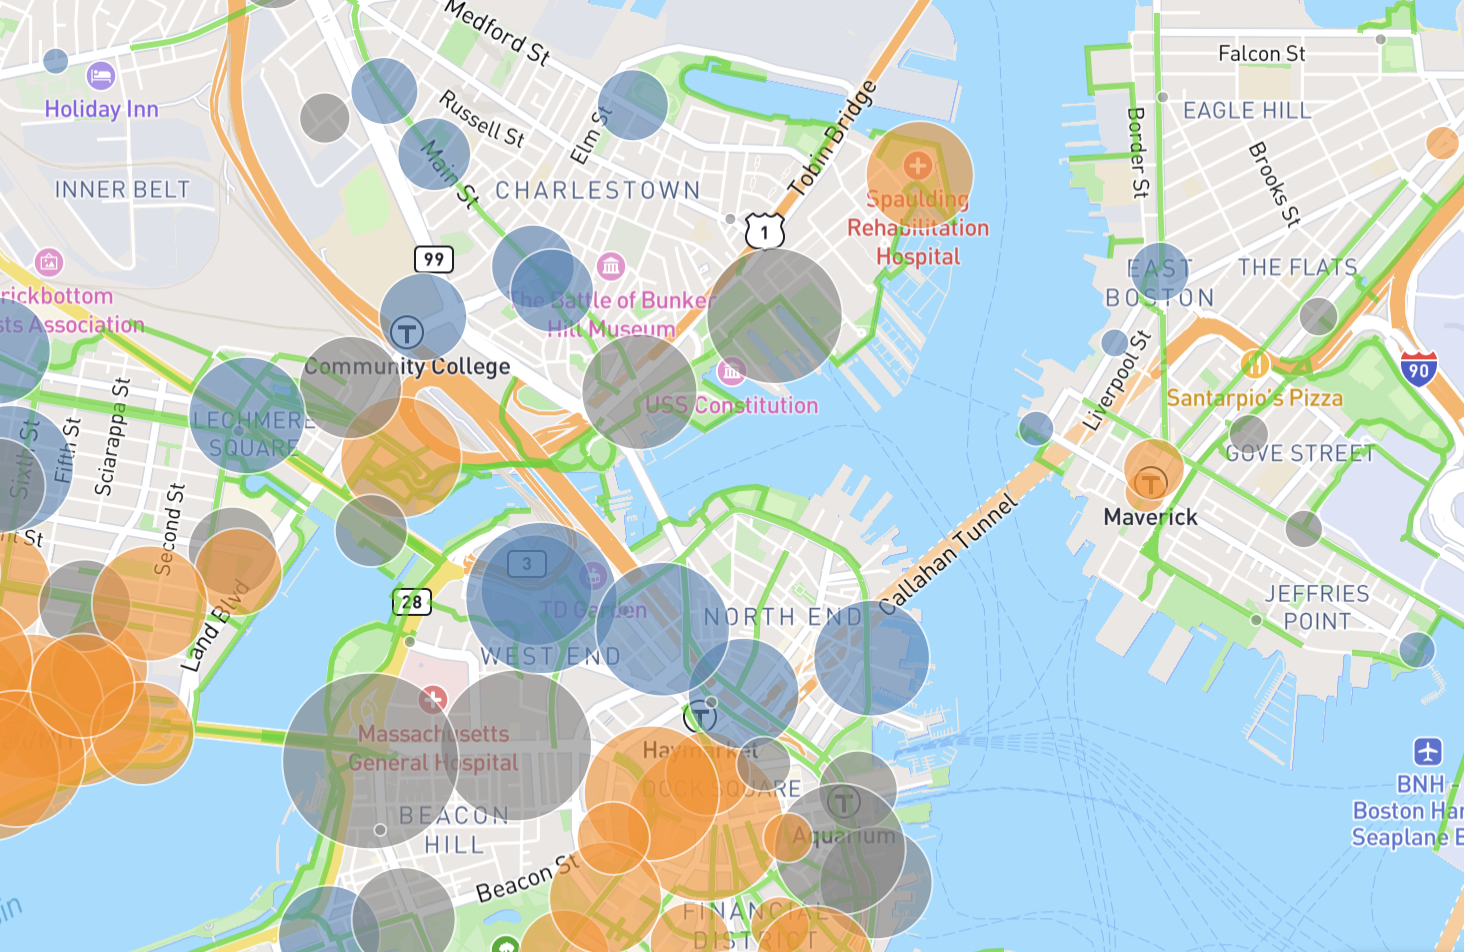 Medford St
Falcon St
Holiday Inn
Russell St
Elm St
Tobin Bridge
Border St
EAGLE HILL
Main St
Brooks St
INNER BELT
CHARLESTOWN
Spaulding
Rehabilitation
Hospital
1
99
EAST
BOSTON
THE FLATS
rickbottom
sts Association
The Battle of Bunker
Hill Museum
T
Community College
Liverpool St
90
Santarpio's Pizza
USS Constitution
LECHMERE
SQUARE
Sciarappa St
Fifth St
Sixth St
GOVE STREET
Second St
T
Maverick
nt St
Callahan Tunnel
3
TD Garden
28
NORTH END
JEFFRIES
POINT
Land Blvd
WEST END
Massachusetts
General Hospital
T
Haymarket
DOCK SQUARE
T
Aquarium
BEACON
HILL
BNH -
Boston Har
Seaplane B
Beacon St
FINANCIAL
DISTRICT
in